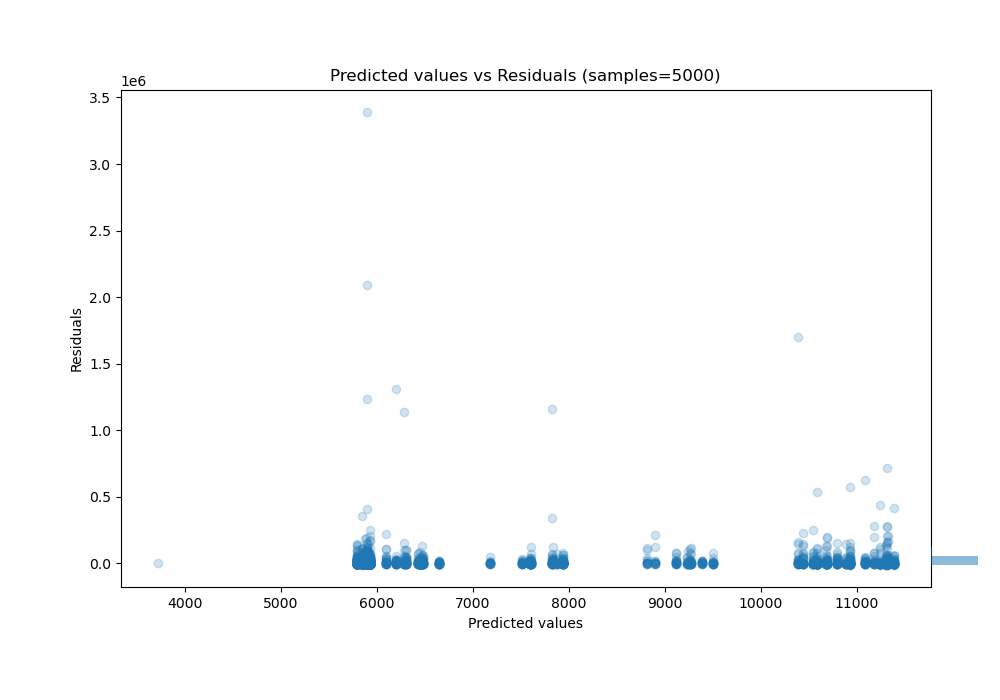 Predicted values vs Residuals (samples=5000)
1e6
3.5
3.0
2.5
2.0
1.5
1.0
0.5
0.0
Residuals
4000 5000 6000 7000 8000 9000 10000 11000
Predicted values